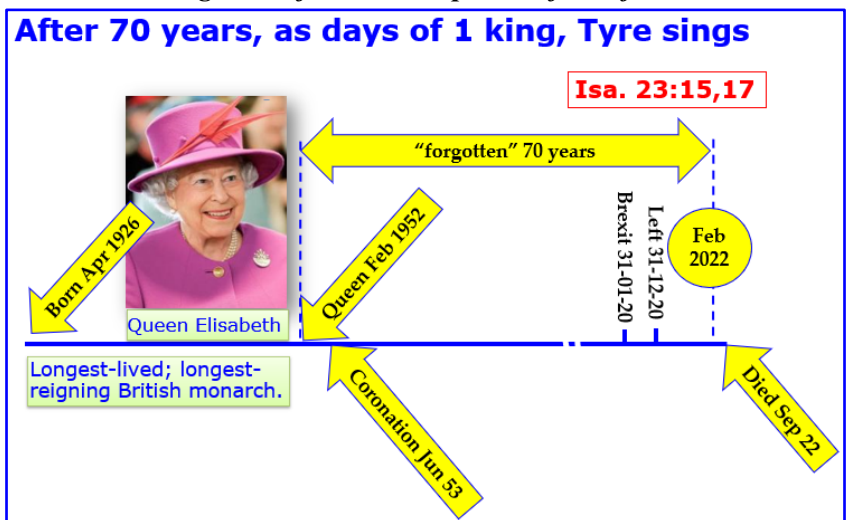 After 70 years, as days of 1 king, Tyre sings
Isa. 23:15,17
"forgotten" 70 years
Born Apr 1926
Queen Feb 1952
Brexit 31-01-20
Left 31-12-20
Feb
2022
Queen Elisabeth
Longest-lived; longest-
reigning British monarch.
Coronation Jun 53
Died Sep 22